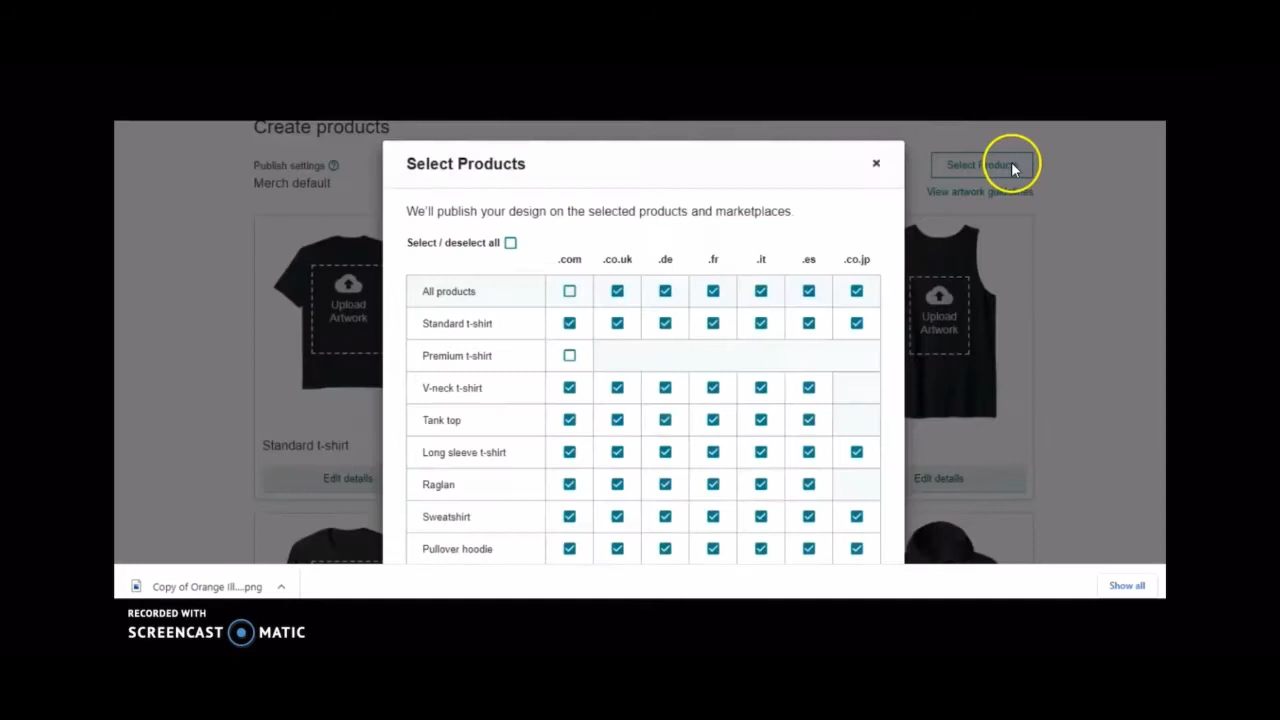 Create products
Publish settings
Merch default
Select Products
View artwork guidelines
Select Products
We'll publish your design on the selected products and marketplaces.
Select / deselect all
.com .co.uk .de .fr .it .es .co.jp
All products
Standard t-shirt
Premium t-shirt
V-neck t-shirt
Tank top
Long sleeve t-shirt
Raglan
Sweatshirt
Pullover hoodie
Upload
Artwork
Standard t-shirt
Edit details
Upload
Artwork
Edit details
Copy of Orange Ill....png
Show all
RECORDED WITH
SCREENCAST MATIC